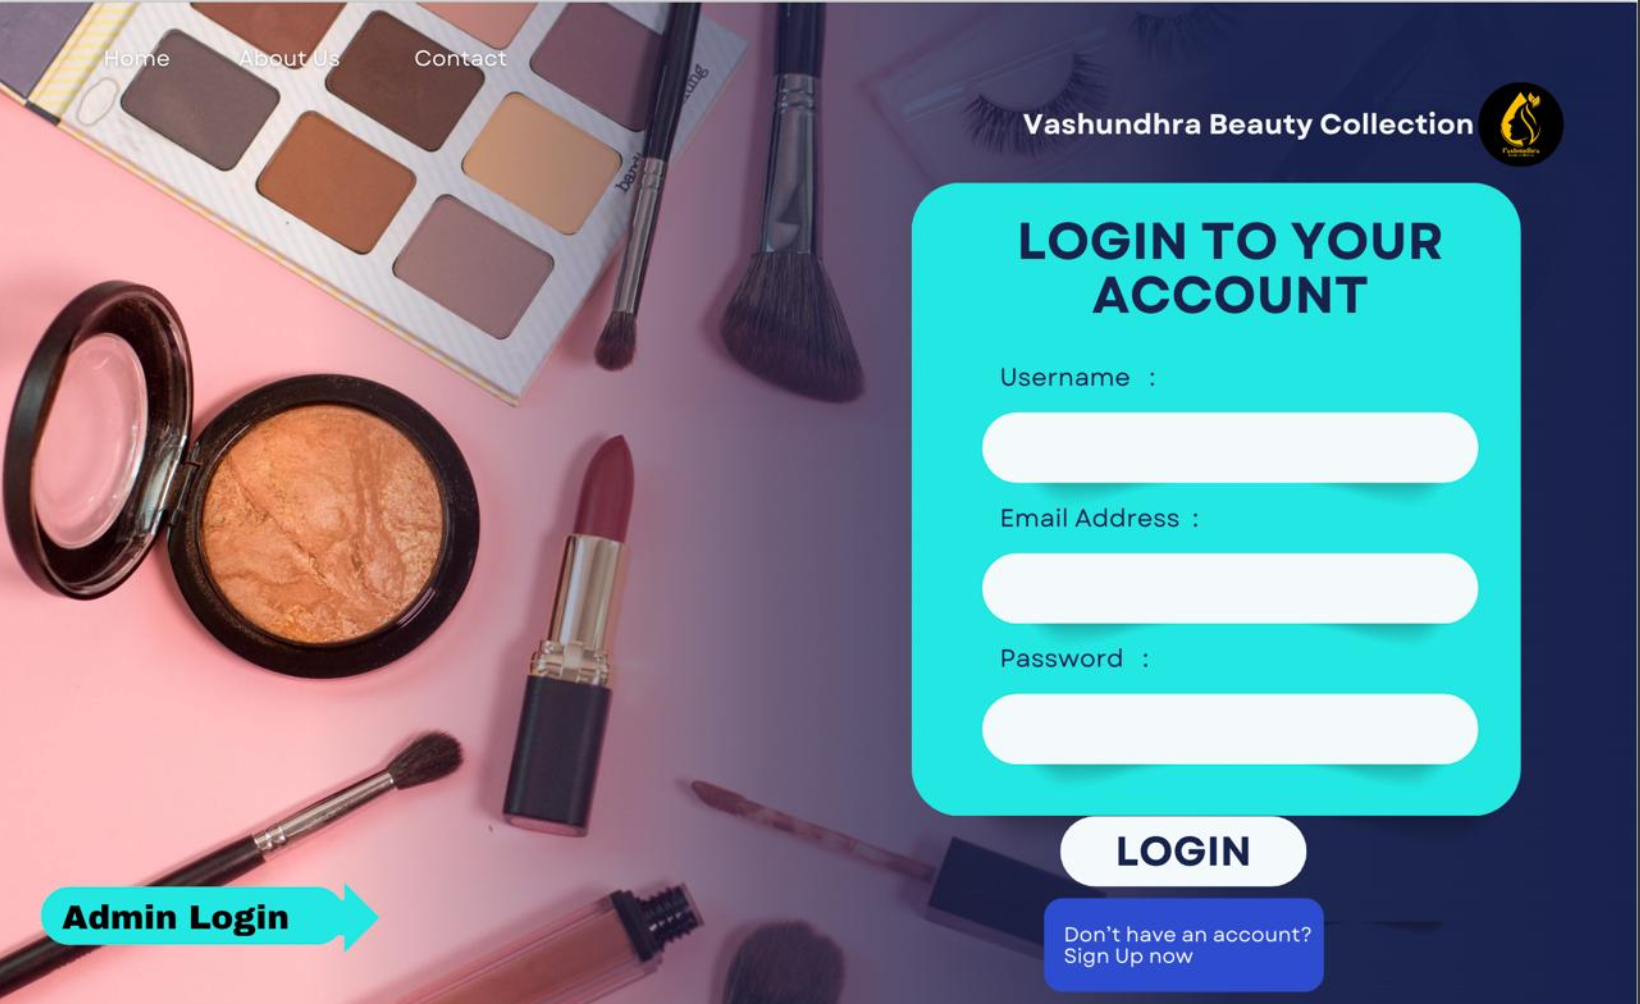 Home About Us Contact
Vashundhra Beauty Collection
Vashundhra
LOGIN TO YOUR
ACCOUNT
Username :
Email Address :
Password :
LOGIN
Admin Login
Don't have an account?
Sign Up now